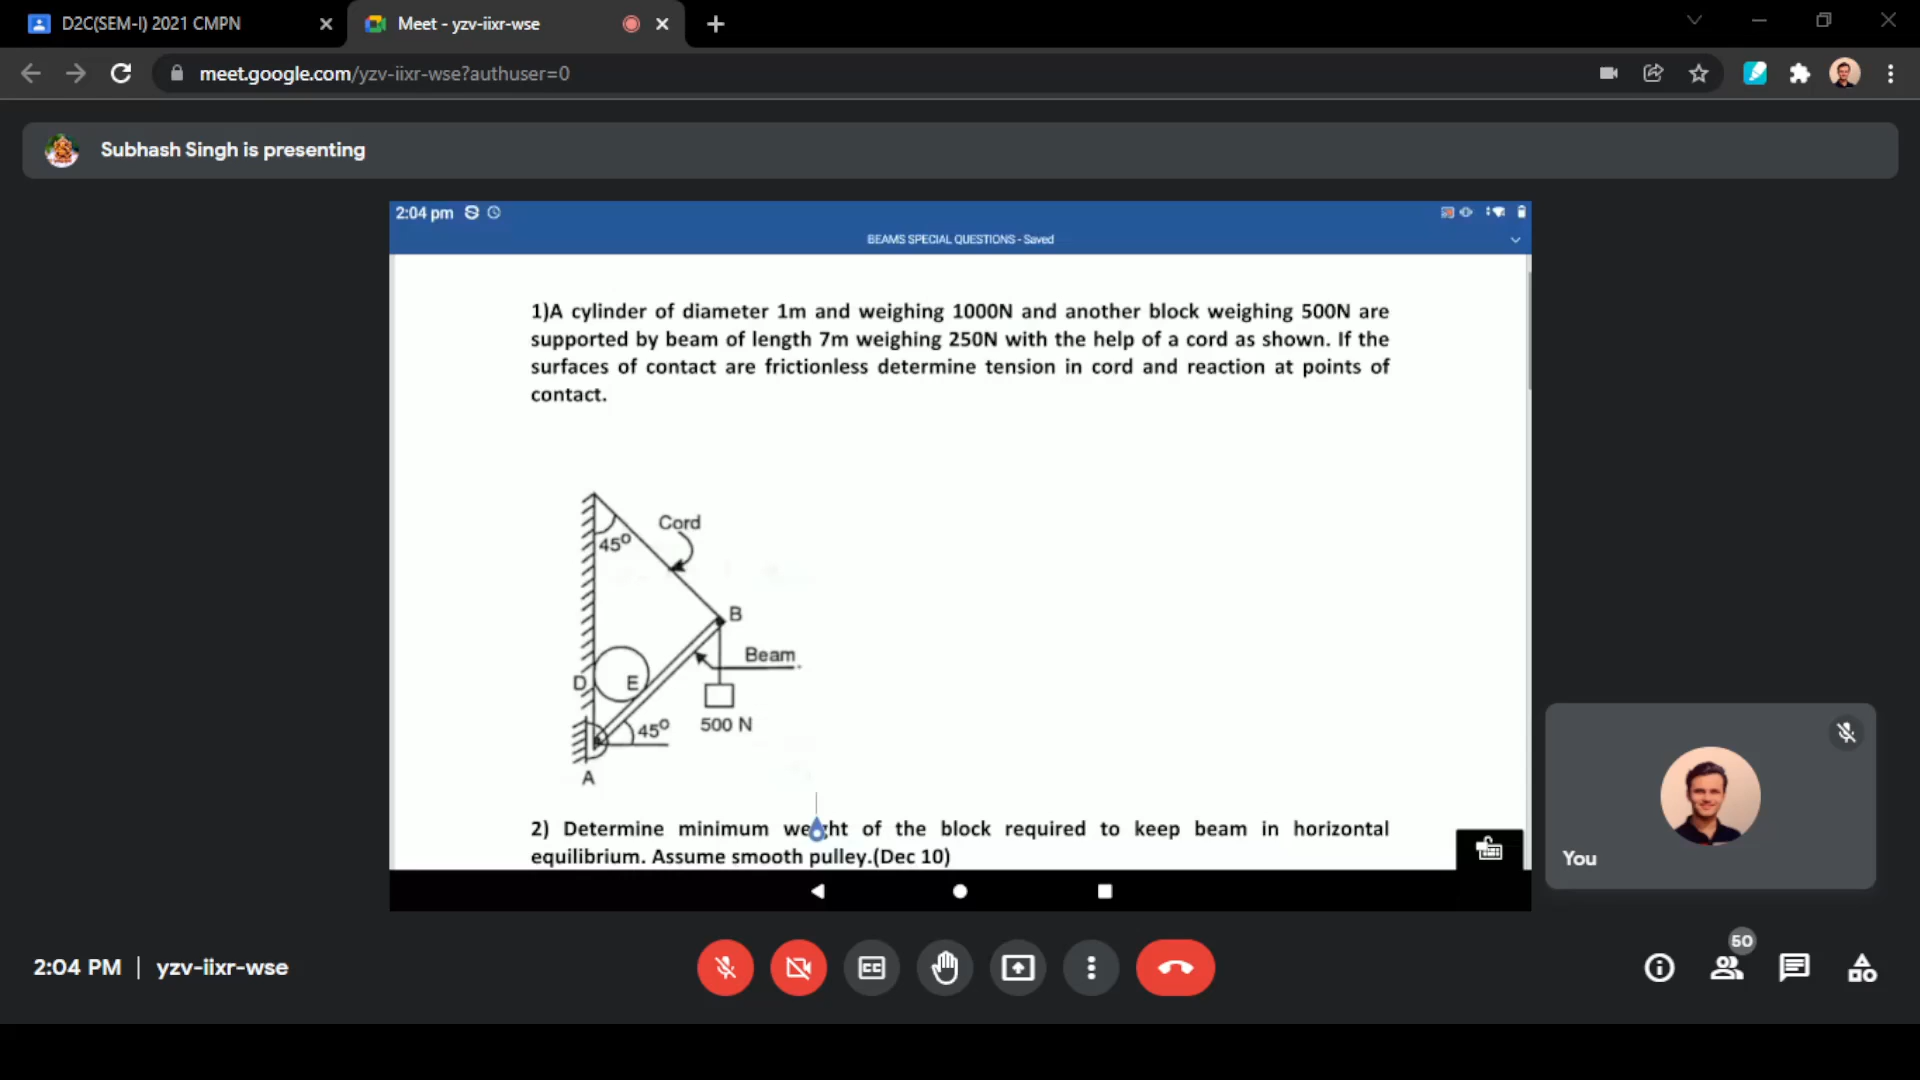 D2C(SEM-I) 2021 CMPN
Meet - yzv-iixr-wse
meet.google.com/yzv-iixr-wse?authuser=0
Subhash Singh is presenting
2:04 pm
BEAMS SPECIAL QUESTIONS - Saved
1)A cylinder of diameter 1m and weighing 1000N and another block weighing 500N are
supported by beam of length 7m weighing 250N with the help of a cord as shown. If the
surfaces of contact are frictionless determine tension in cord and reaction at points of
contact.
Cord
45°
B
Beam
D
E
45°
500 N
A
2) Determine minimum weight of the block required to keep beam in horizontal
equilibrium. Assume smooth pulley.(Dec 10)
You
2:04 PM | yzv-iixr-wse
CC
50